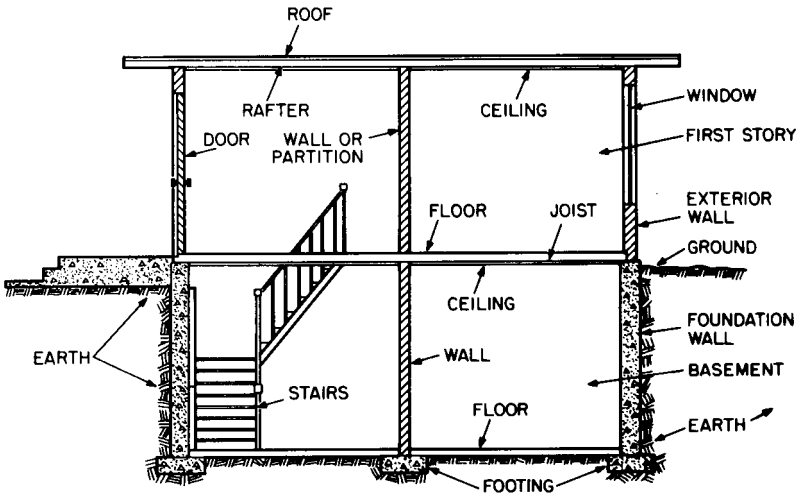 ROOF
RAFTER
CEILING
WINDOW
DOOR
WALL OR
PARTITION
FIRST STORY
FLOOR
JOIST
EXTERIOR
WALL
GROUND
CEILING
EARTH
WALL
FOUNDATION
WALL
BASEMENT
STAIRS
FLOOR
EARTH
FOOTING